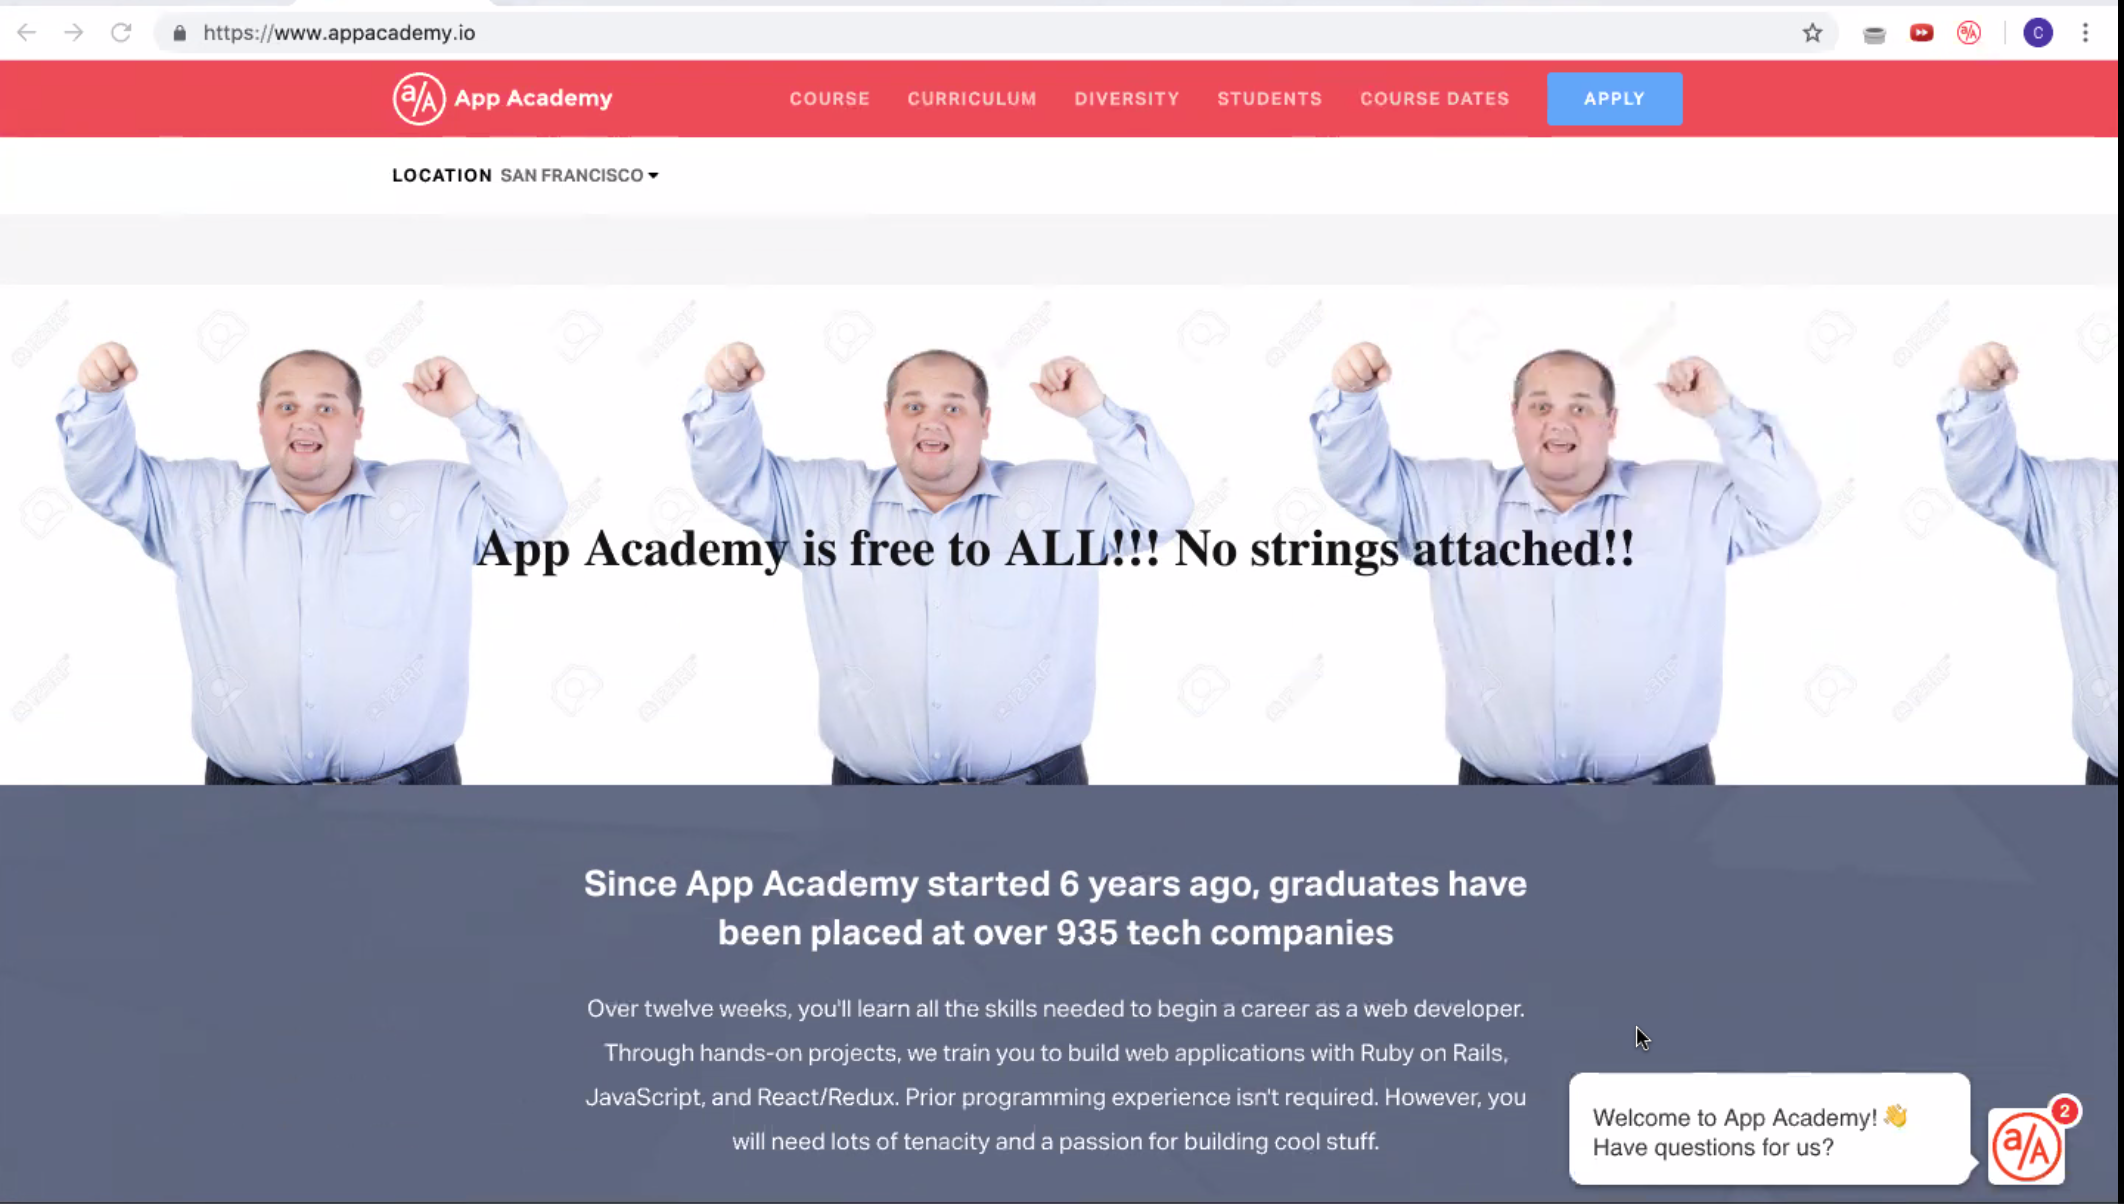 https://www.appacademy.io
C
a/A App Academy
COURSE CURRICULUM DIVERSITY STUDENTS COURSE DATES APPLY
LOCATION SAN FRANCISCO
App Academy is free to ALL!!! No strings attached!!
Since App Academy started 6 years ago, graduates have
been placed at over 935 tech companies
Over twelve weeks, you'll learn all the skills needed to begin a career as a web developer.
Through hands-on projects, we train you to build web applications with Ruby on Rails,
JavaScript, and React/Redux. Prior programming experience isn't required. However, you
will need lots of tenacity and a passion for building cool stuff.
Welcome to App Academy! 👋
Have questions for us?
2
a/A